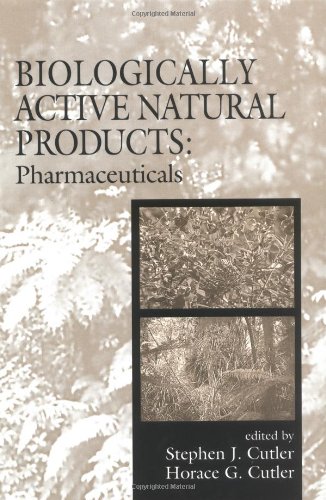 BIOLOGICALLY
ACTIVE NATURAL
PRODUCTS:
Pharmaceuticals
edited by
Stephen J. Cutler
Horace G. Cutler